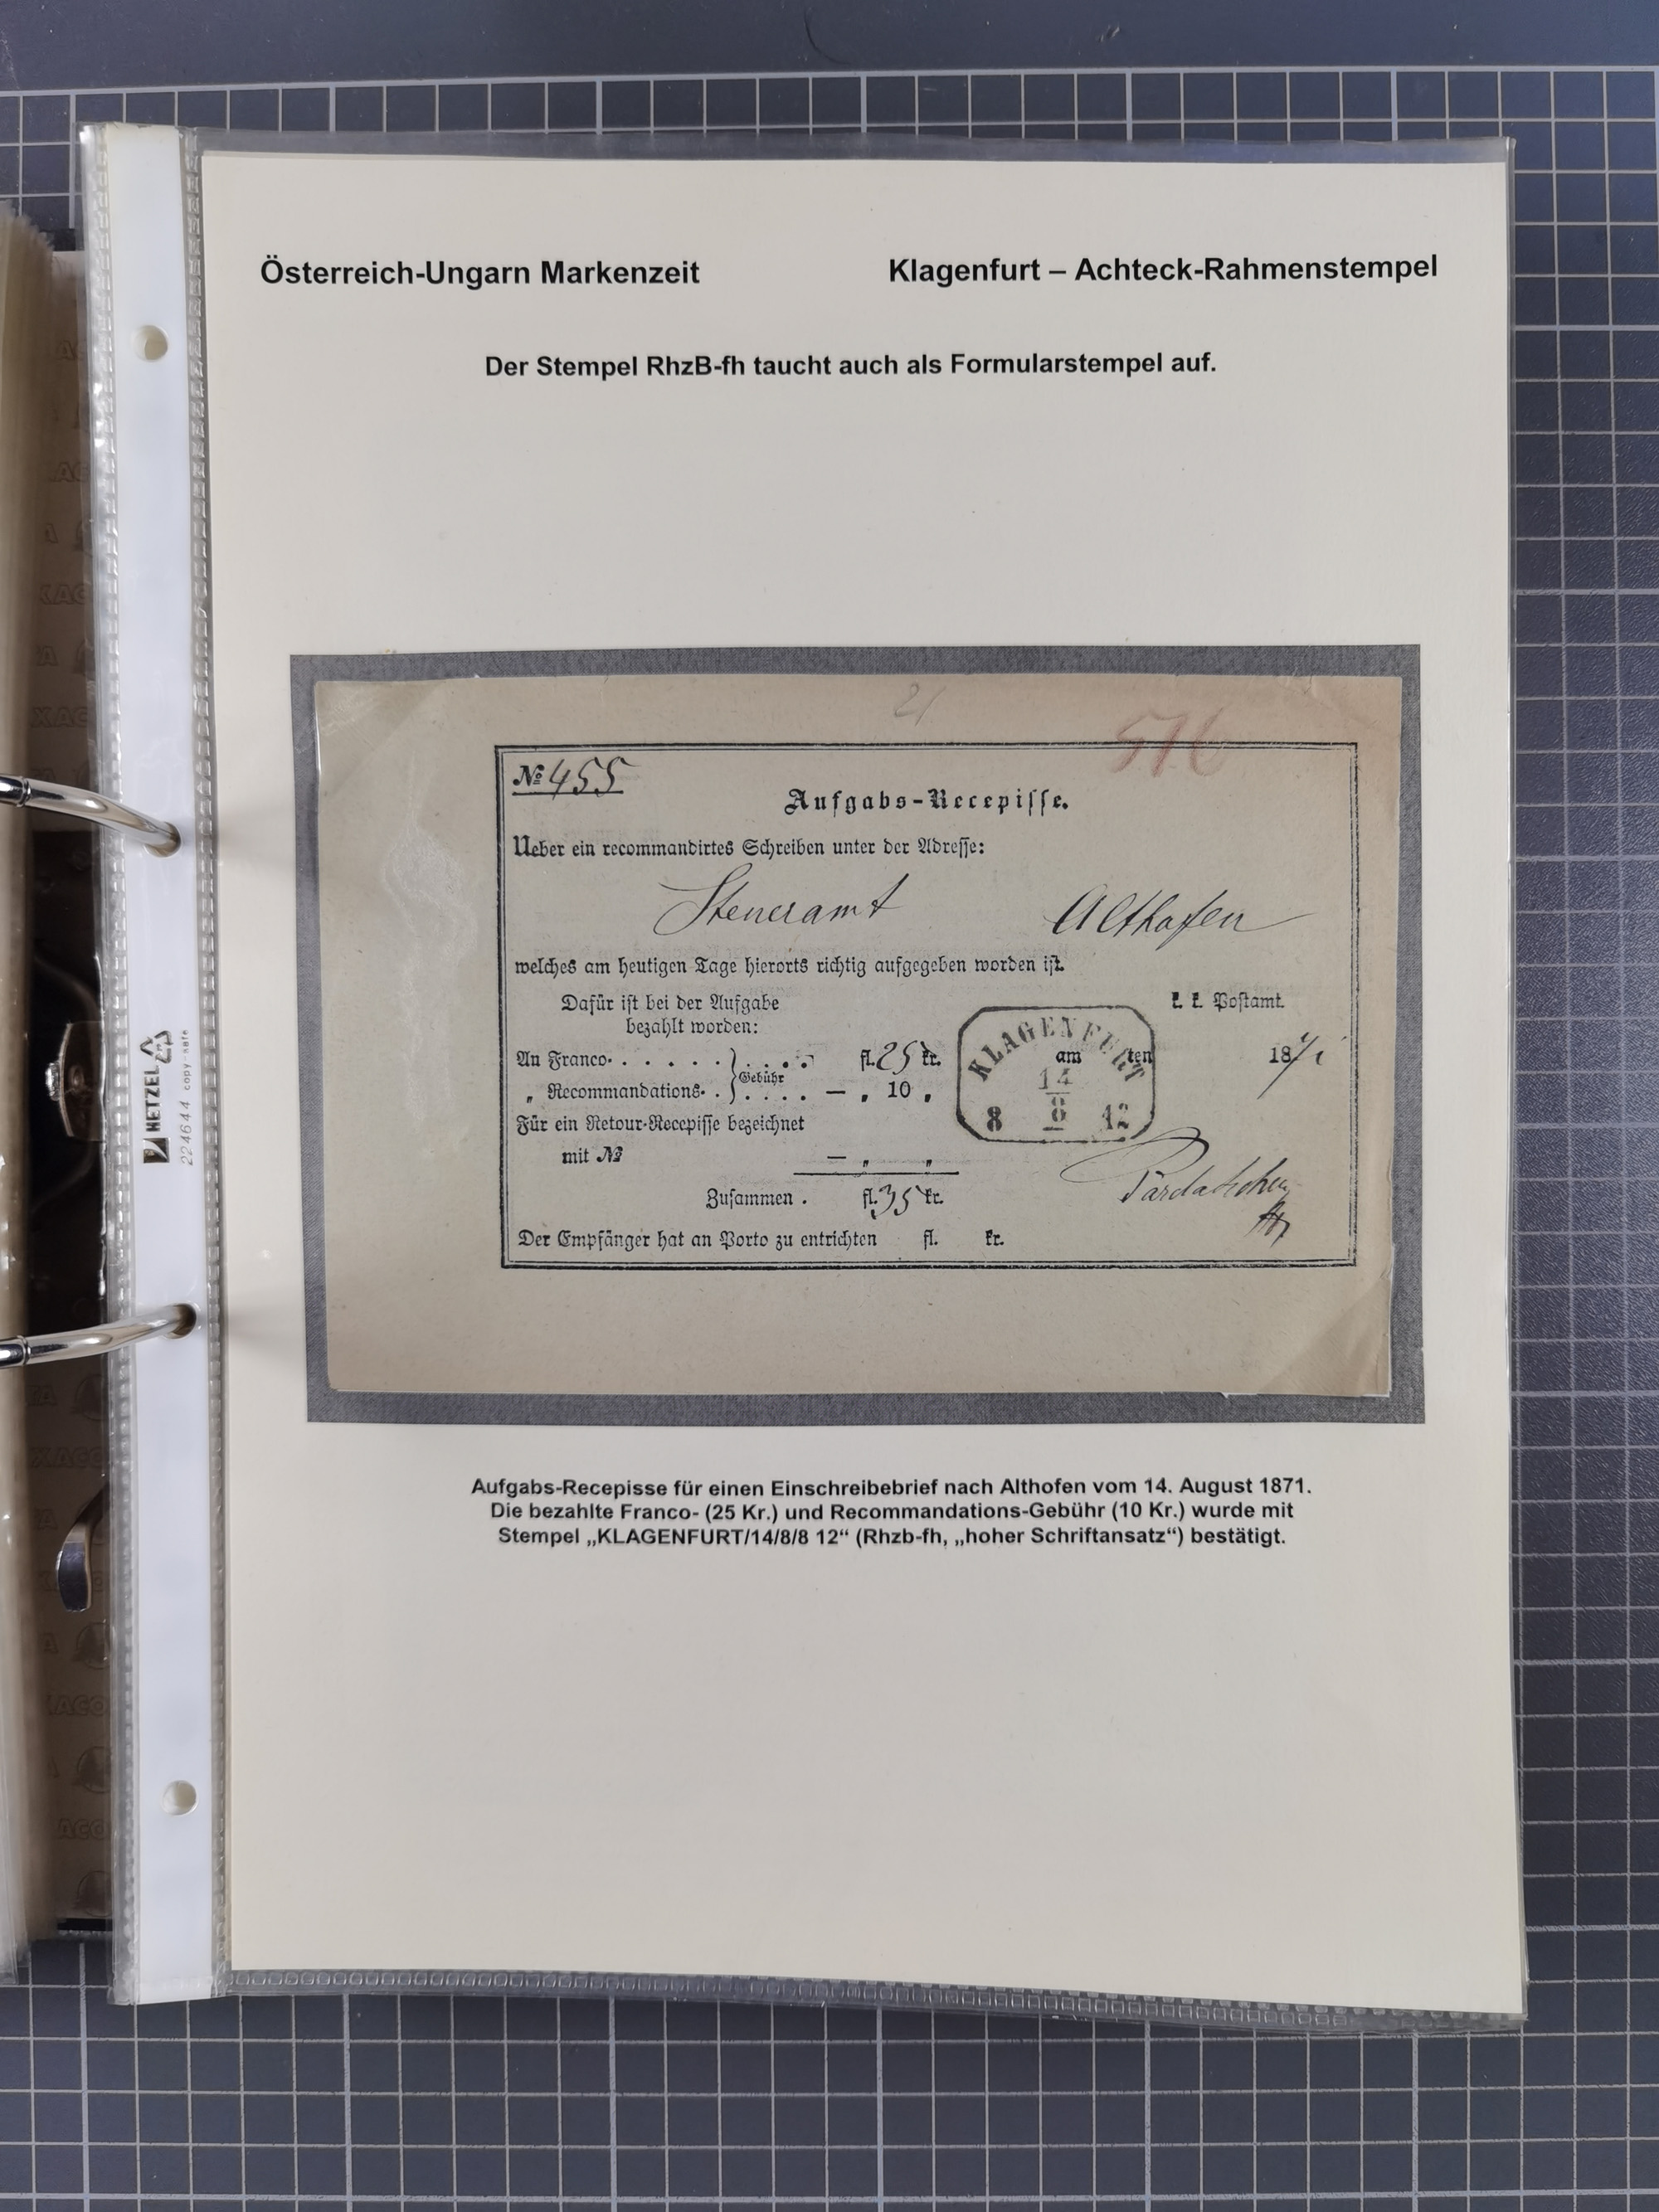 Österreich-Ungarn Markenzeit
Klagenfurt – Achteck-Rahmenstempel
Der Stempel RhzB-fh taucht auch als Formularstempel auf.
21
516
№ 455
Aufgabs-Recepisse.
Ueber ein recommandirtes Schreiben unter der Adresse:
Steueramt Althofen
welches am heutigen Tage hierorts richtig aufgegeben worden ist.
Dafür ist bei der Aufgabe
bezahlt worden:
k. k. Postamt.
An Franco- . . . . . . } . . . . fl. 25 kr.
„ Recommandations- . } Gebühr . . . . — „ 10 „
am ten 1871
KLAGENFURT
14
8
8 12
Für ein Retour-Recepisse bezeichnet
mit № — „ „
Zusammen . fl. 35 kr.
Der Empfänger hat an Porto zu entrichten fl. kr.
Aufgabs-Recepisse für einen Einschreibebrief nach Althofen vom 14. August 1871.
Die bezahlte Franco- (25 Kr.) und Recommandations-Gebühr (10 Kr.) wurde mit
Stempel „KLAGENFURT/14/8/8 12“ (Rhzb-fh, „hoher Schriftansatz“) bestätigt.
HETZEL
224644 copy-safe